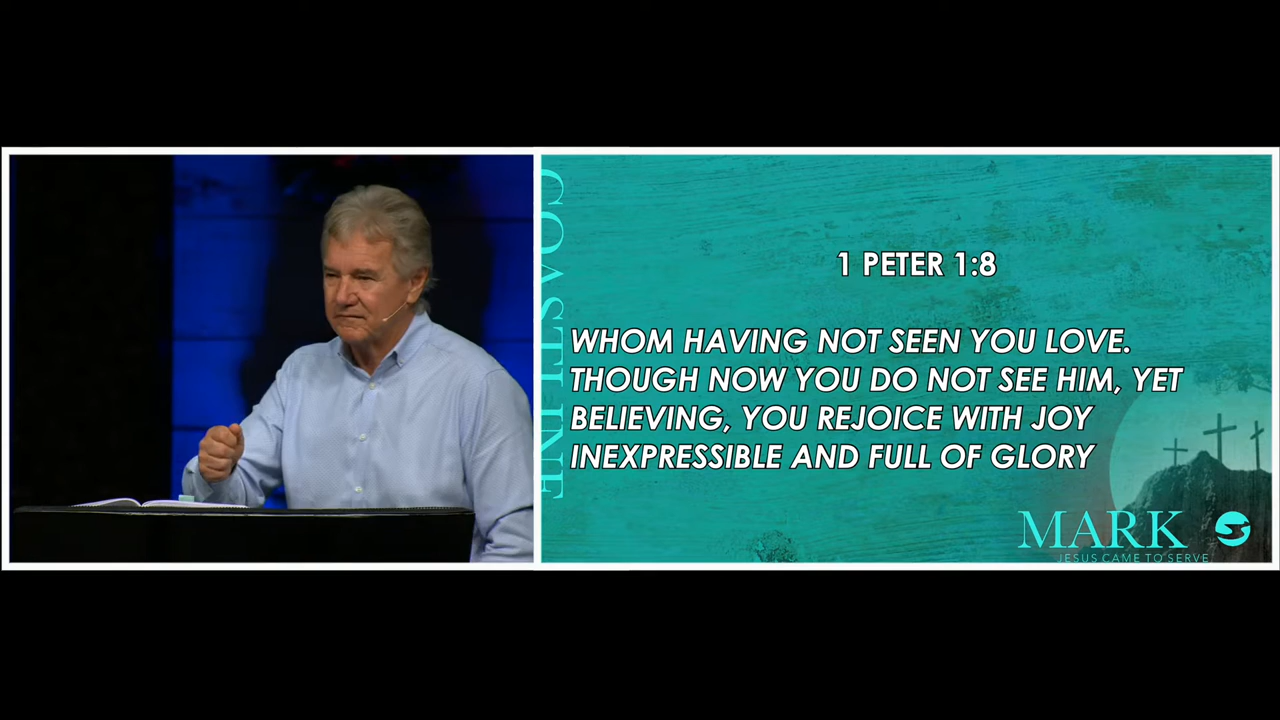 COASTLINE
1 PETER 1:8
WHOM HAVING NOT SEEN YOU LOVE.
THOUGH NOW YOU DO NOT SEE HIM, YET
BELIEVING, YOU REJOICE WITH JOY
INEXPRESSIBLE AND FULL OF GLORY
MARK
JESUS CAME TO SERVE